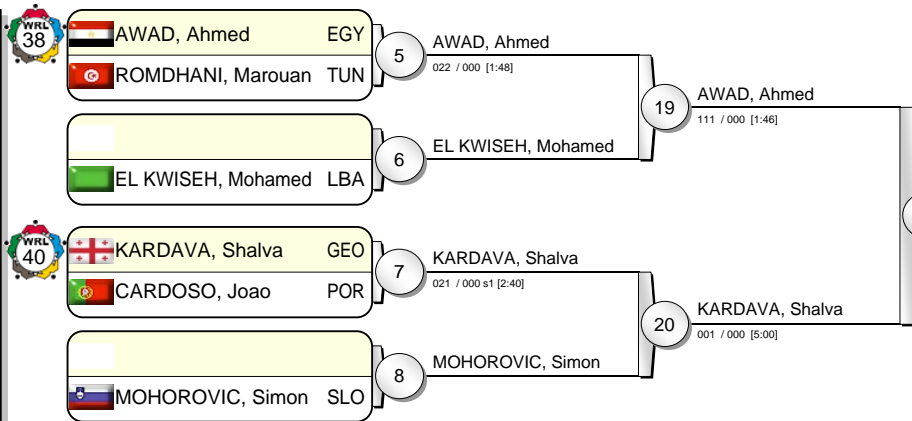 WRL
38
AWAD, Ahmed EGY
ROMDHANI, Marouan TUN
5
AWAD, Ahmed
022 / 000 [1:48]
EL KWISEH, Mohamed LBA
6
EL KWISEH, Mohamed
19
AWAD, Ahmed
111 / 000 [1:46]
WRL
40
KARDAVA, Shalva GEO
CARDOSO, Joao POR
7
KARDAVA, Shalva
021 / 000 s1 [2:40]
MOHOROVIC, Simon SLO
8
MOHOROVIC, Simon
20
KARDAVA, Shalva
001 / 000 [5:00]